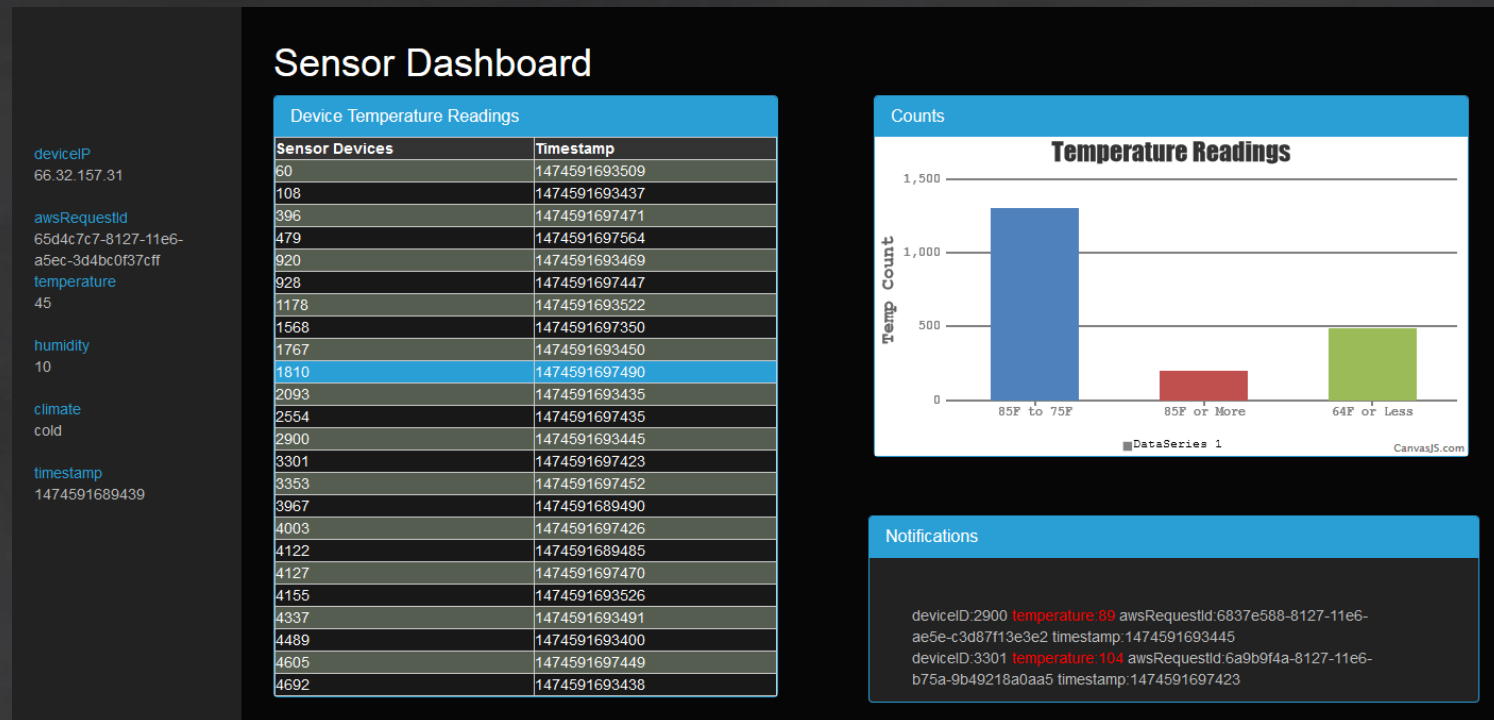 Sensor Dashboard
deviceIP
66.32.157.31
awsRequestId
65d4c7c7-8127-11e6-
a5ec-3d4bc0f37cff
temperature
45
humidity
10
climate
cold
timestamp
1474591689439
Device Temperature Readings
Sensor Devices Timestamp
60 1474591693509
108 1474591693437
396 1474591697471
479 1474591697564
920 1474591693469
928 1474591697447
1178 1474591693522
1568 1474591697350
1767 1474591693450
1810 1474591697490
2093 1474591693435
2554 1474591697435
2900 1474591693445
3301 1474591697423
3353 1474591697452
3967 1474591689490
4003 1474591697426
4122 1474591689485
4127 1474591697470
4155 1474591693526
4337 1474591693491
4489 1474591693400
4605 1474591697449
4692 1474591693438
Counts
Temperature Readings
Temp Count
1,500
1,000
500
0
85F to 75F 85F or More 64F or Less
DataSeries 1
CanvasJS.com
Notifications
deviceID:2900 temperature:89 awsRequestId:6837e588-8127-11e6-
ae5e-c3d87f13e3e2 timestamp:1474591693445
deviceID:3301 temperature:104 awsRequestId:6a9b9f4a-8127-11e6-
b75a-9b49218a0aa5 timestamp:1474591697423